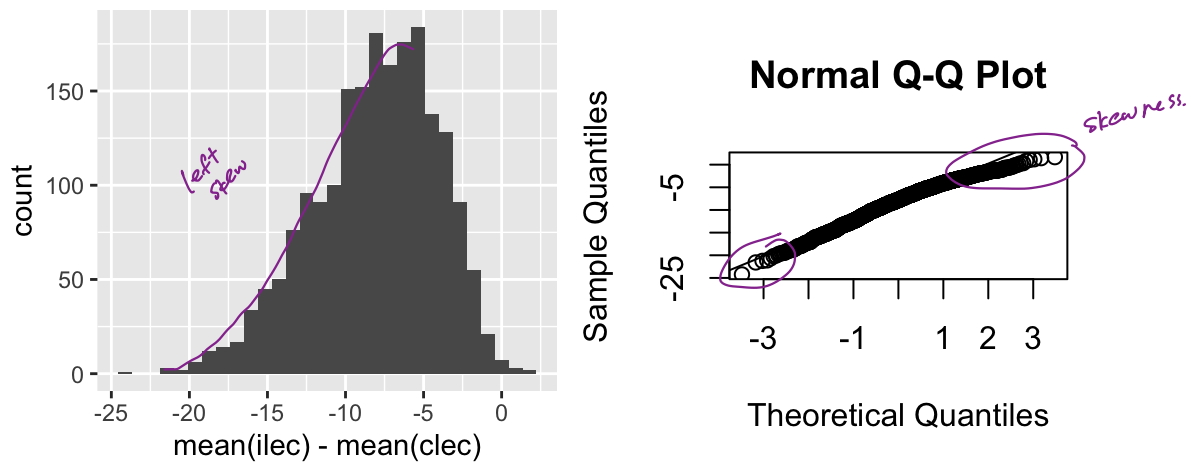 150
100
50
0
count
-25
-20
-15
-10
-5
0
mean(ilec) - mean(clec)
left
skew
Normal Q-Q Plot
skewness.
Sample Quantiles
-5
-25
-3
-1
1
2
3
Theoretical Quantiles